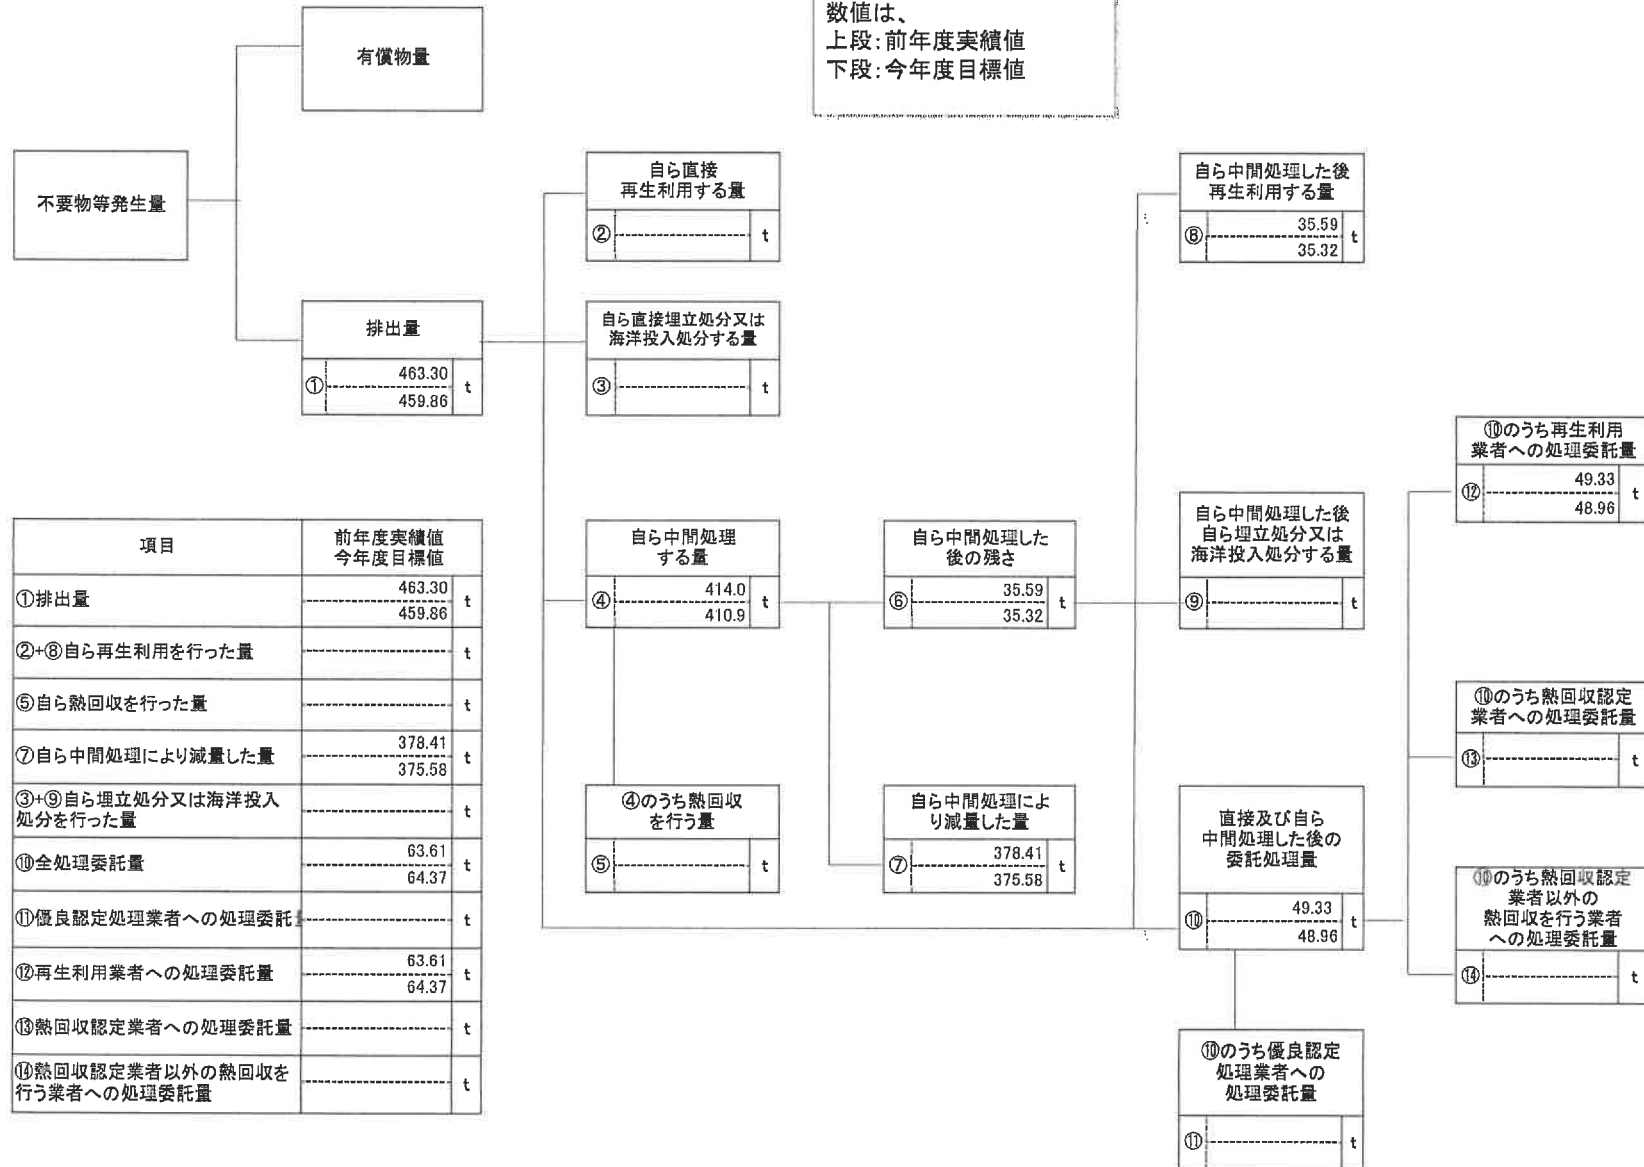 数値は、
上段:前年度実績値
下段:今年度目標値
有償物量
不要物等発生量
排出量
① 463.30 t
459.86
自ら直接
再生利用する量
② t
自ら直接埋立処分又は
海洋投入処分する量
③ t
自ら中間処理した後
再生利用する量
⑧ 35.59 t
35.32
自ら中間処理
する量
④ 414.0 t
410.9
自ら中間処理した
後の残さ
⑥ 35.59 t
35.32
自ら中間処理した後
自ら埋立処分又は
海洋投入処分する量
⑨ t
⑩のうち再生利用
業者への処理委託量
⑫ 49.33 t
48.96
④のうち熱回収
を行う量
⑤ t
自ら中間処理によ
り減量した量
⑦ 378.41 t
375.58
直接及び自ら
中間処理した後の
委託処理量
⑩ 49.33 t
48.96
⑩のうち熱回収認定
業者への処理委託量
⑬ t
⑩のうち熱回収認定
業者以外の
熱回収を行う業者
への処理委託量
⑭ t
⑩のうち優良認定
処理業者への
処理委託量
⑪ t
項目 前年度実績値
今年度目標値
①排出量 463.30 t
459.86
②+⑧自ら再生利用を行った量 t
⑤自ら熱回収を行った量 t
⑦自ら中間処理により減量した量 378.41 t
375.58
③+⑨自ら埋立処分又は海洋投入
処分を行った量 t
⑩全処理委託量 63.61 t
64.37
⑪優良認定処理業者への処理委託 t
⑫再生利用業者への処理委託量 63.61 t
64.37
⑬熱回収認定業者への処理委託量 t
⑭熱回収認定業者以外の熱回収を
行う業者への処理委託量 t